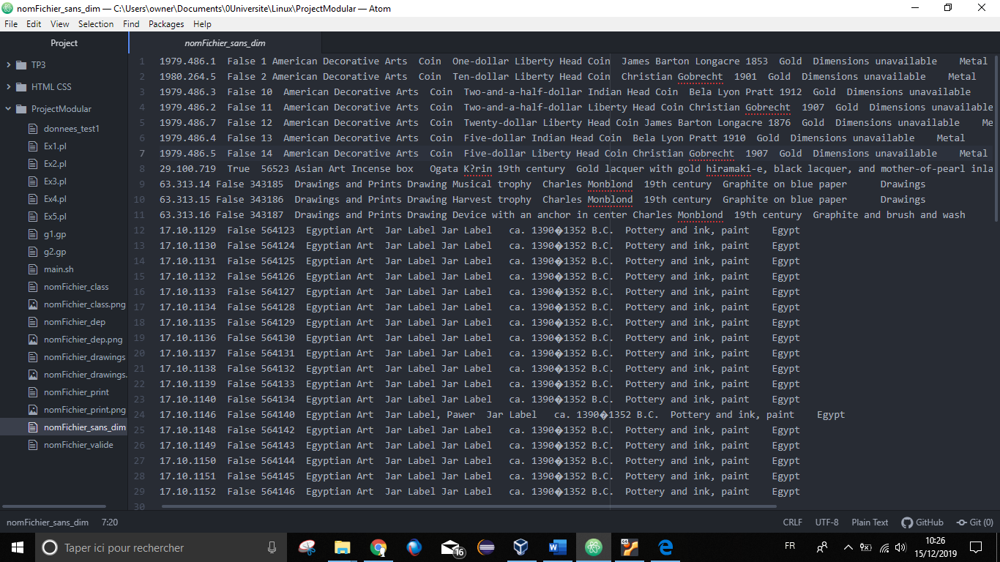 nomFichier_sans_dim — C:\Users\owner\Documents\0Universite\Linux\ProjectModular — Atom
File Edit View Selection Find Packages Help
Project
TP3
HTML CSS
ProjectModular
donnees_test1
Ex1.pl
Ex2.pl
Ex3.pl
Ex4.pl
Ex5.pl
g1.gp
g2.gp
main.sh
nomFichier_class
nomFichier_class.png
nomFichier_dep
nomFichier_dep.png
nomFichier_drawings
nomFichier_drawings.
nomFichier_print
nomFichier_print.png
nomFichier_sans_dim
nomFichier_valide
nomFichier_sans_dim
1 1979.486.1 False 1 American Decorative Arts Coin One-dollar Liberty Head Coin James Barton Longacre 1853 Gold Dimensions unavailable Metal
2 1980.264.5 False 2 American Decorative Arts Coin Ten-dollar Liberty Head Coin Christian Gobrecht 1901 Gold Dimensions unavailable Metal
3 1979.486.3 False 10 American Decorative Arts Coin Two-and-a-half-dollar Indian Head Coin Bela Lyon Pratt 1912 Gold Dimensions unavailable
4 1979.486.2 False 11 American Decorative Arts Coin Two-and-a-half-dollar Liberty Head Coin Christian Gobrecht 1907 Gold Dimensions unavailable
5 1979.486.7 False 12 American Decorative Arts Coin Twenty-dollar Liberty Head Coin James Barton Longacre 1876 Gold Dimensions unavailable Me
6 1979.486.4 False 13 American Decorative Arts Coin Five-dollar Indian Head Coin Bela Lyon Pratt 1910 Gold Dimensions unavailable Metal
7 1979.486.5 False 14 American Decorative Arts Coin Five-dollar Liberty Head Coin Christian Gobrecht 1907 Gold Dimensions unavailable Metal
8 29.100.719 True 56523 Asian Art Incense box Ogata K?rin 19th century Gold lacquer with gold hiramaki-e, black lacquer, and mother-of-pearl inla
9 63.313.14 False 343185 Drawings and Prints Drawing Musical trophy Charles Monblond 19th century Graphite on blue paper Drawings
10 63.313.15 False 343186 Drawings and Prints Drawing Harvest trophy Charles Monblond 19th century Graphite on blue paper Drawings
11 63.313.16 False 343187 Drawings and Prints Drawing Device with an anchor in center Charles Monblond 19th century Graphite and brush and wash
12 17.10.1129 False 564123 Egyptian Art Jar Label Jar Label ca. 1390�1352 B.C. Pottery and ink, paint Egypt
13 17.10.1130 False 564124 Egyptian Art Jar Label Jar Label ca. 1390�1352 B.C. Pottery and ink, paint Egypt
14 17.10.1131 False 564125 Egyptian Art Jar Label Jar Label ca. 1390�1352 B.C. Pottery and ink, paint Egypt
15 17.10.1132 False 564126 Egyptian Art Jar Label Jar Label ca. 1390�1352 B.C. Pottery and ink, paint Egypt
16 17.10.1133 False 564127 Egyptian Art Jar Label Jar Label ca. 1390�1352 B.C. Pottery and ink, paint Egypt
17 17.10.1134 False 564128 Egyptian Art Jar Label Jar Label ca. 1390�1352 B.C. Pottery and ink, paint Egypt
18 17.10.1135 False 564129 Egyptian Art Jar Label Jar Label ca. 1390�1352 B.C. Pottery and ink, paint Egypt
19 17.10.1136 False 564130 Egyptian Art Jar Label Jar Label ca. 1390�1352 B.C. Pottery and ink, paint Egypt
20 17.10.1137 False 564131 Egyptian Art Jar Label Jar Label ca. 1390�1352 B.C. Pottery and ink, paint Egypt
21 17.10.1138 False 564132 Egyptian Art Jar Label Jar Label ca. 1390�1352 B.C. Pottery and ink, paint Egypt
22 17.10.1139 False 564133 Egyptian Art Jar Label Jar Label ca. 1390�1352 B.C. Pottery and ink, paint Egypt
23 17.10.1140 False 564134 Egyptian Art Jar Label Jar Label ca. 1390�1352 B.C. Pottery and ink, paint Egypt
24 17.10.1146 False 564140 Egyptian Art Jar Label, Pawer Jar Label ca. 1390�1352 B.C. Pottery and ink, paint Egypt
25 17.10.1148 False 564142 Egyptian Art Jar Label Jar Label ca. 1390�1352 B.C. Pottery and ink, paint Egypt
26 17.10.1149 False 564143 Egyptian Art Jar Label Jar Label ca. 1390�1352 B.C. Pottery and ink, paint Egypt
27 17.10.1150 False 564144 Egyptian Art Jar Label Jar Label ca. 1390�1352 B.C. Pottery and ink, paint Egypt
28 17.10.1151 False 564145 Egyptian Art Jar Label Jar Label ca. 1390�1352 B.C. Pottery and ink, paint Egypt
29 17.10.1152 False 564146 Egyptian Art Jar Label Jar Label ca. 1390�1352 B.C. Pottery and ink, paint Egypt
30
nomFichier_sans_dim 7:20 CRLF UTF-8 Plain Text GitHub Git (0)
Taper ici pour rechercher 16 FR 10:26
15/12/2019